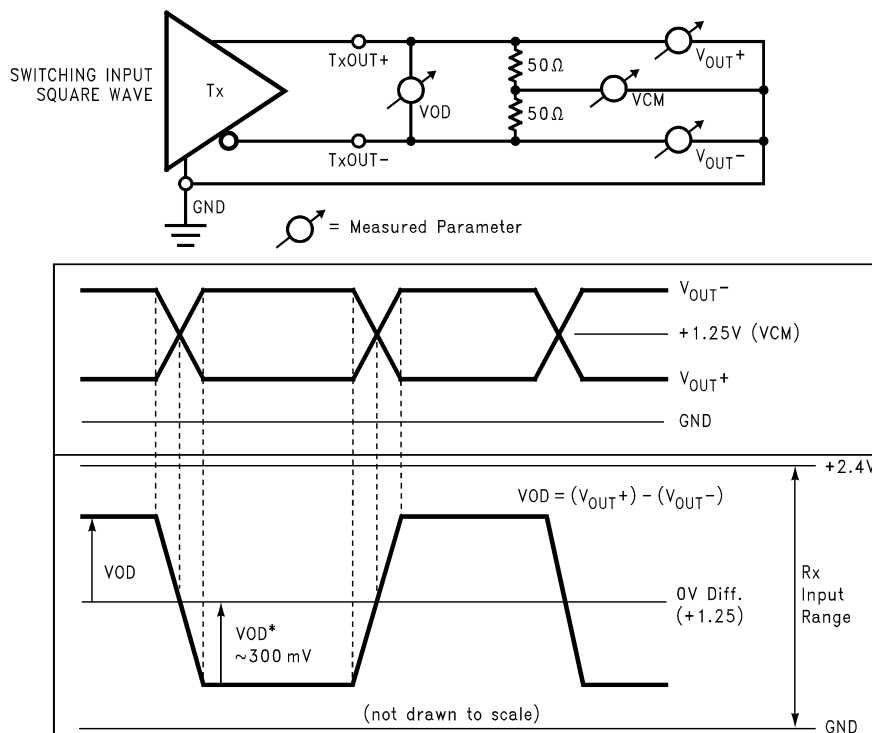 SWITCHING INPUT
SQUARE WAVE
Tx
TxOUT+
TxOUT-
VOD
50Ω
50Ω
VCM
VOUT+
VOUT-
GND
= Measured Parameter
VOUT-
+1.25V (VCM)
VOUT+
GND
+2.4V
VOD = (VOUT+) - (VOUT-)
VOD
0V Diff.
(+1.25)
Rx
Input
Range
VOD*
~300 mV
(not drawn to scale)
GND